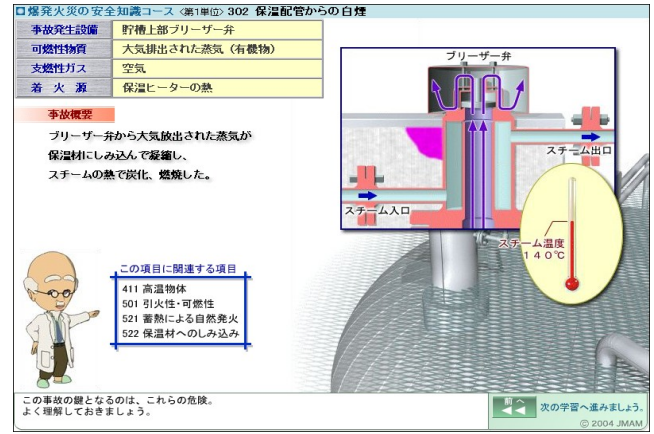 爆発火災の安全知識コース <第1単位> 302 保温配管からの白煙
事故発生設備 貯槽上部ブリーザー弁
可燃性物質 大気排出された蒸気（有機物）
支燃性ガス 空気
着火源 保温ヒーターの熱
事故概要
ブリーザー弁から大気放出された蒸気が
保温材にしみ込んで凝縮し、
スチームの熱で炭化、燃焼した。
ブリーザー弁
スチーム出口
スチーム入口
スチーム温度
140℃
この項目に関連する項目
411 高温物体
501 引火性・可燃性
521 蓄熱による自然発火
522 保温材へのしみ込み
この事故の鍵となるのは、これらの危険。
よく理解しておきましょう。
前へ
次の学習へ進みましょう。
© 2004 JMAM